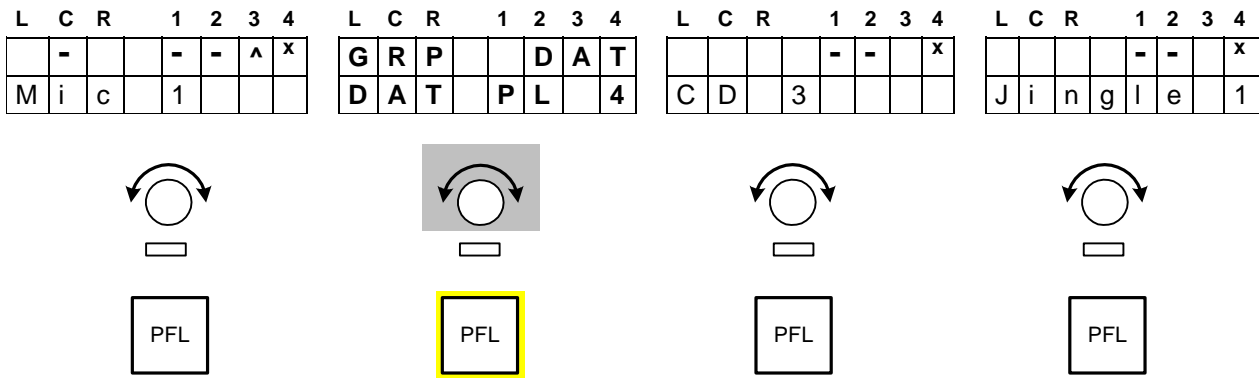 L C R 1 2 3 4 L C R 1 2 3 4 L C R 1 2 3 4 L C R 1 2 3 4
- - - ^ x GRP DAT - - x - - x
Mic 1 DAT PL 4 CD 3 Jingle 1
PFL PFL PFL PFL